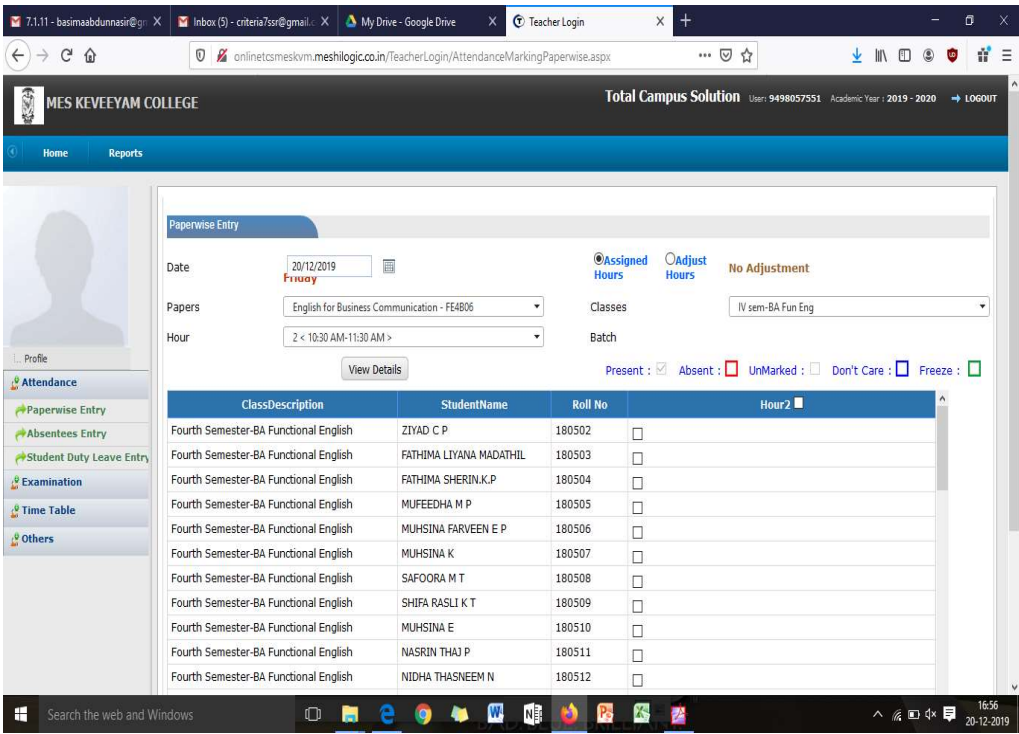 7.1.11 - basimaabdunnasir@gm
Inbox (5) - criteria7ssr@gmail.c
My Drive - Google Drive
Teacher Login
onlinetcsmeskvm.meshilogic.co.in/TeacherLogin/AttendanceMarkingPaperwise.aspx
MES KEVEEYAM COLLEGE
Total Campus Solution User: 9498057551 Academic Year : 2019 - 2020 LOGOUT
Home Reports
Paperwise Entry
Date 20/12/2019 Assigned Hours Adjust Hours No Adjustment
Friday
Papers English for Business Communication - FE4B06 Classes IV sem-BA Fun Eng
Hour 2 < 10:30 AM-11:30 AM > Batch
View Details Present : Absent : UnMarked : Don't Care : Freeze :
... Profile
Attendance
Paperwise Entry
Absentees Entry
Student Duty Leave Entry
Examination
Time Table
Others
ClassDescription StudentName Roll No Hour2
Fourth Semester-BA Functional English ZIYAD C P 180502
Fourth Semester-BA Functional English FATHIMA LIYANA MADATHIL 180503
Fourth Semester-BA Functional English FATHIMA SHERIN.K.P 180504
Fourth Semester-BA Functional English MUFEEDHA M P 180505
Fourth Semester-BA Functional English MUHSINA FARVEEN E P 180506
Fourth Semester-BA Functional English MUHSINA K 180507
Fourth Semester-BA Functional English SAFOORA M T 180508
Fourth Semester-BA Functional English SHIFA RASLI K T 180509
Fourth Semester-BA Functional English MUHSINA E 180510
Fourth Semester-BA Functional English NASRIN THAJ P 180511
Fourth Semester-BA Functional English NIDHA THASNEEM N 180512
Search the web and Windows
16:56
20-12-2019